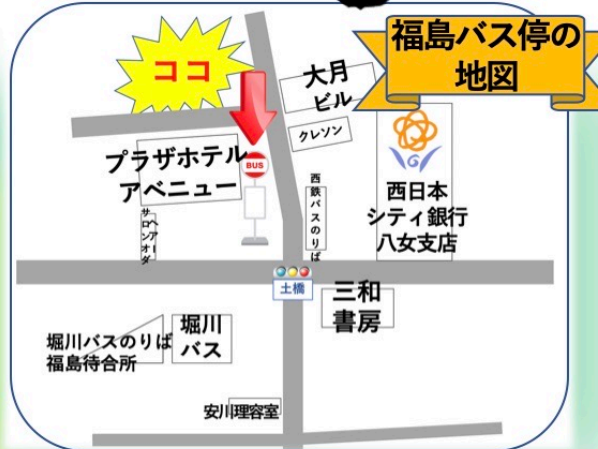 福島バス停の
地図
ココ
大月
ビル
クレソン
プラザホテル
アベニュー
BUS
西鉄バスのりば
西日本
シティ銀行
八女支店
ヘアー
サロンオダ
土橋
三和
書房
堀川
バス
堀川バスのりば
福島待合所
安川理容室